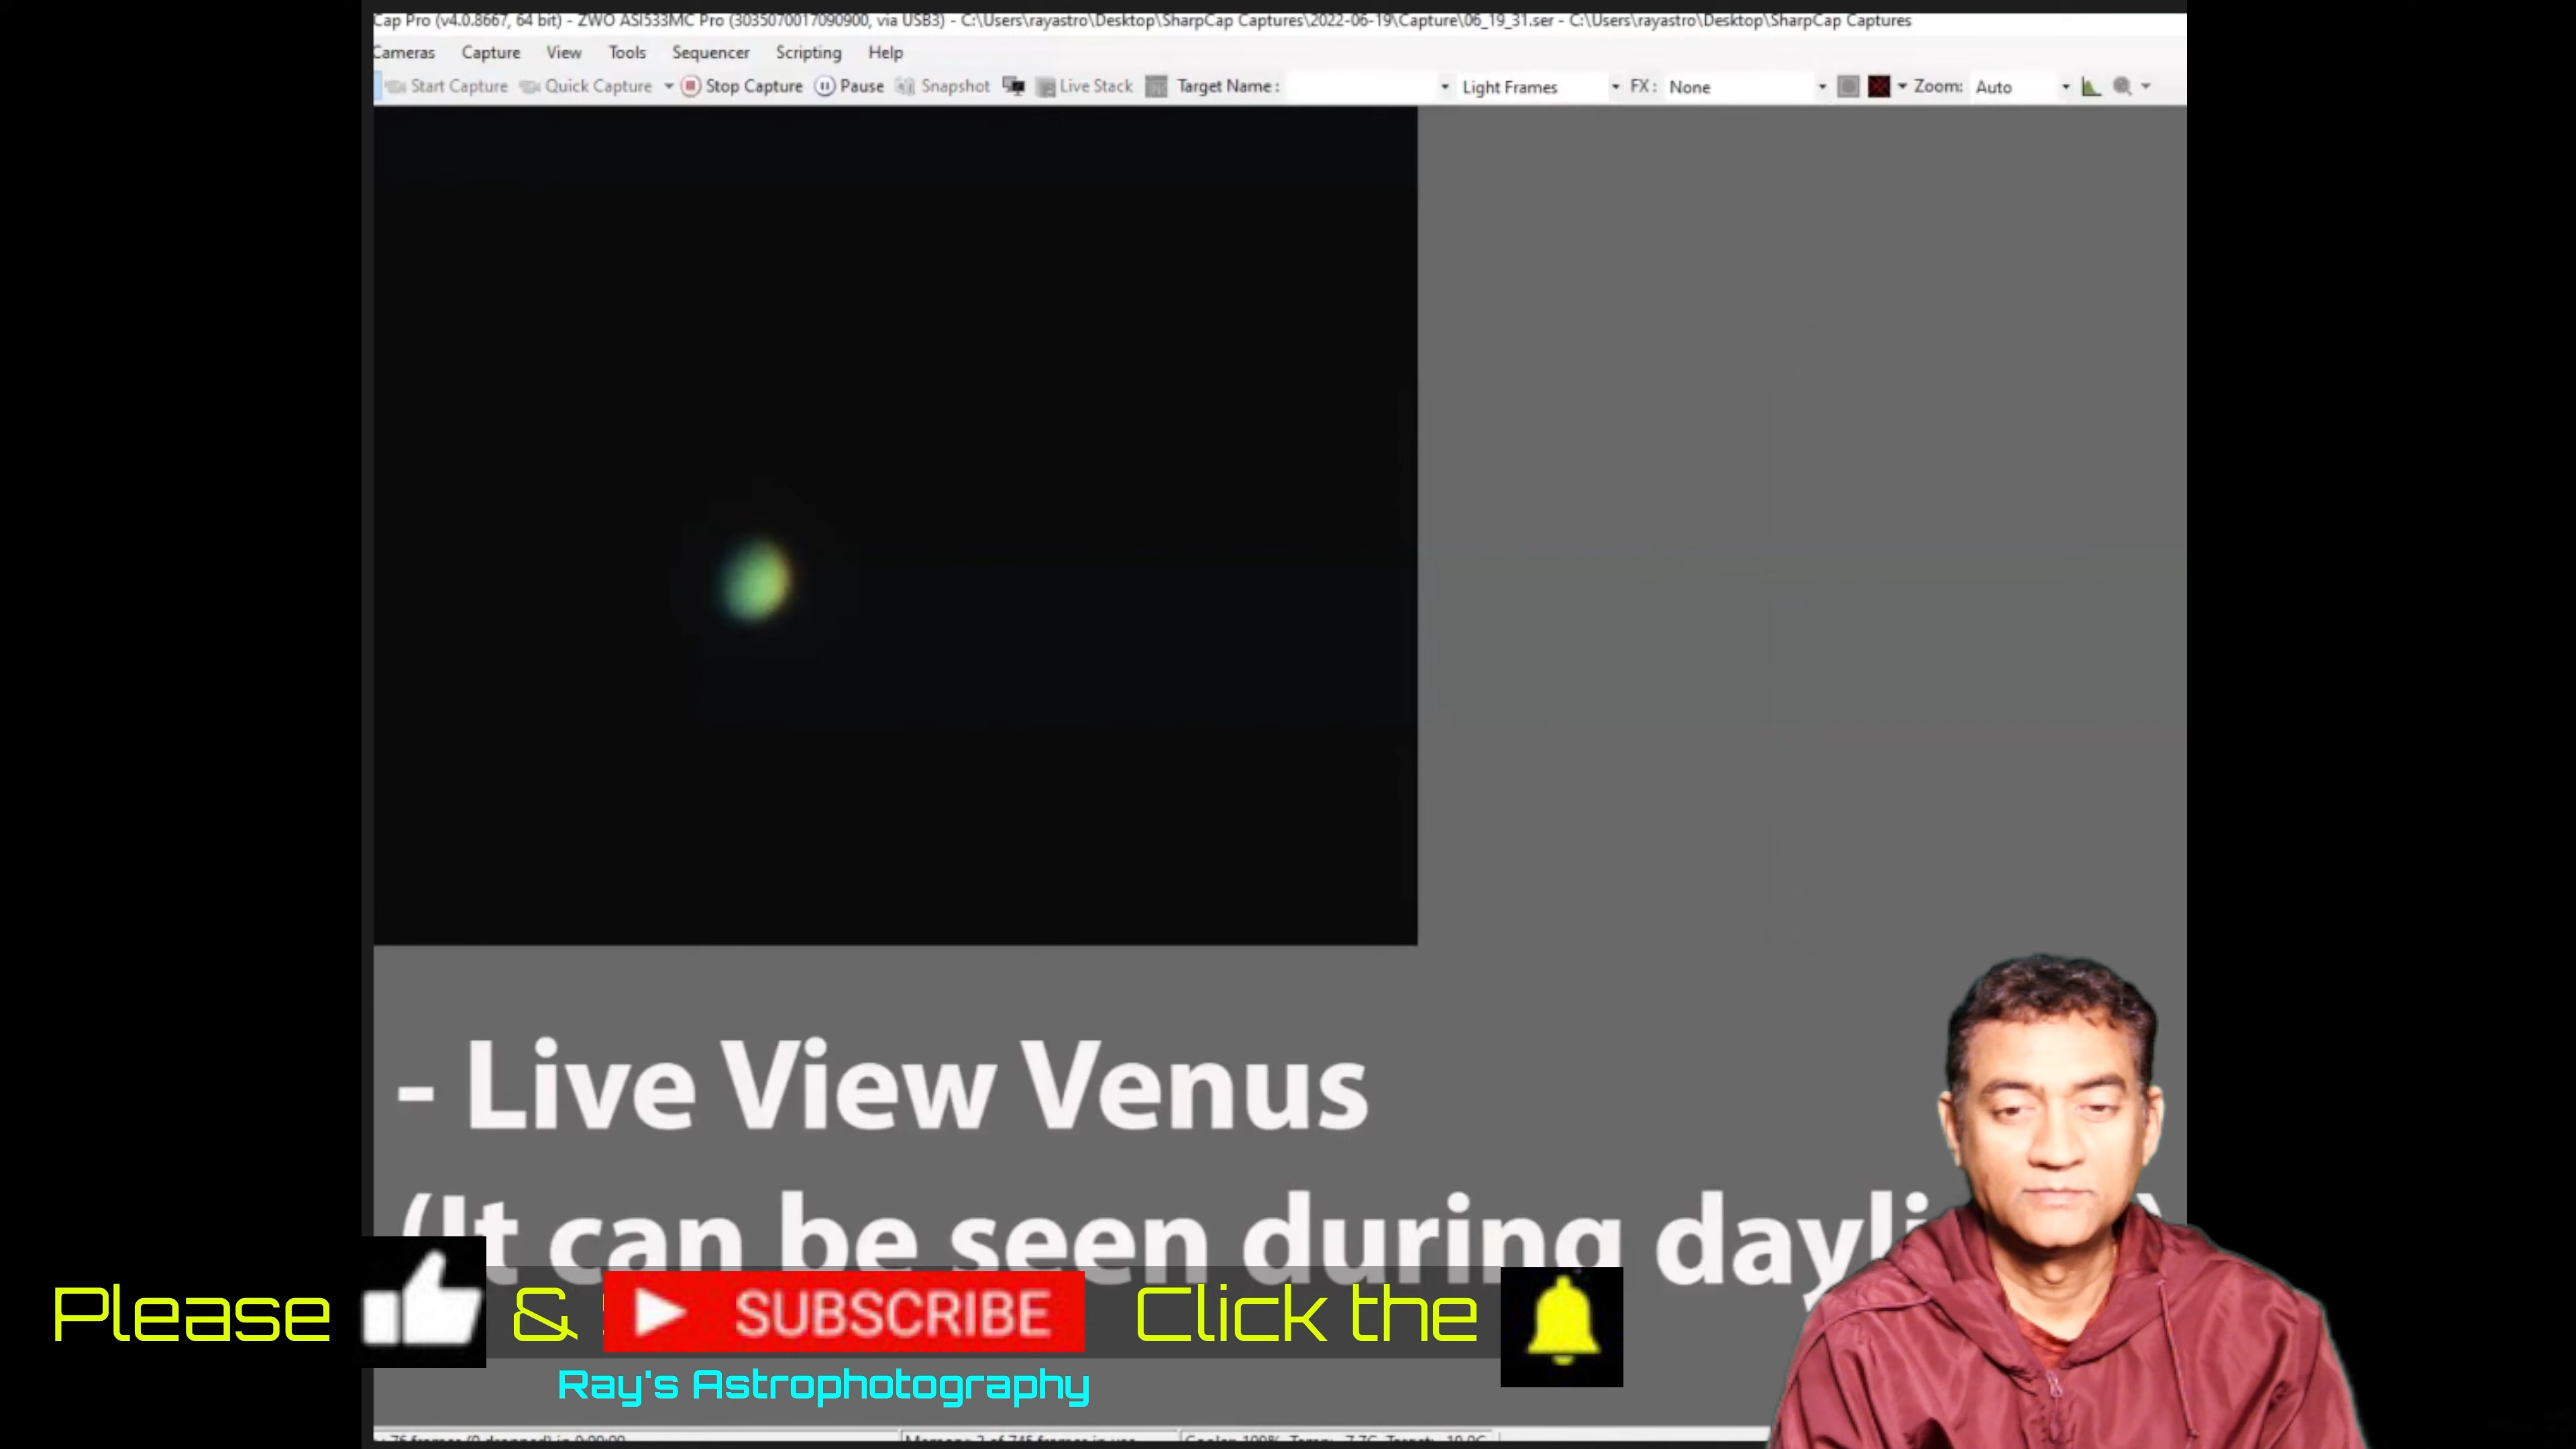 Cap Pro (v4.0.8667, 64 bit) - ZWO ASI533MC Pro (3035070017090900, via USB3) - C:\Users\rayastro\Desktop\SharpCap Captures\2022-06-19\Capture\06_19_31.ser - C:\Users\rayastro\Desktop\SharpCap Captures
Cameras Capture View Tools Sequencer Scripting Help
Start Capture Quick Capture Stop Capture Pause Snapshot Live Stack Target Name: Light Frames FX: None Zoom: Auto
- Live View Venus
(It can be seen during dayli
Please & SUBSCRIBE Click the
Ray's Astrophotography